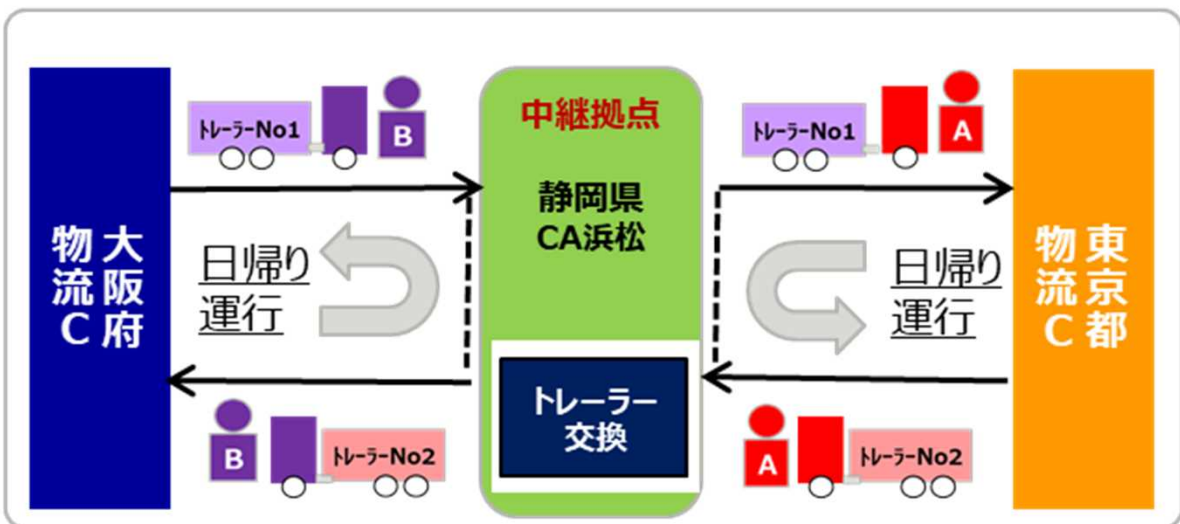 大阪府
物流C
ﾄﾚｰﾗｰNo1
B
日帰り
運行
B
ﾄﾚｰﾗｰNo2
中継拠点
静岡県
CA浜松
トレーラー
交換
ﾄﾚｰﾗｰNo1
A
日帰り
運行
A
ﾄﾚｰﾗｰNo2
東京都
物流C